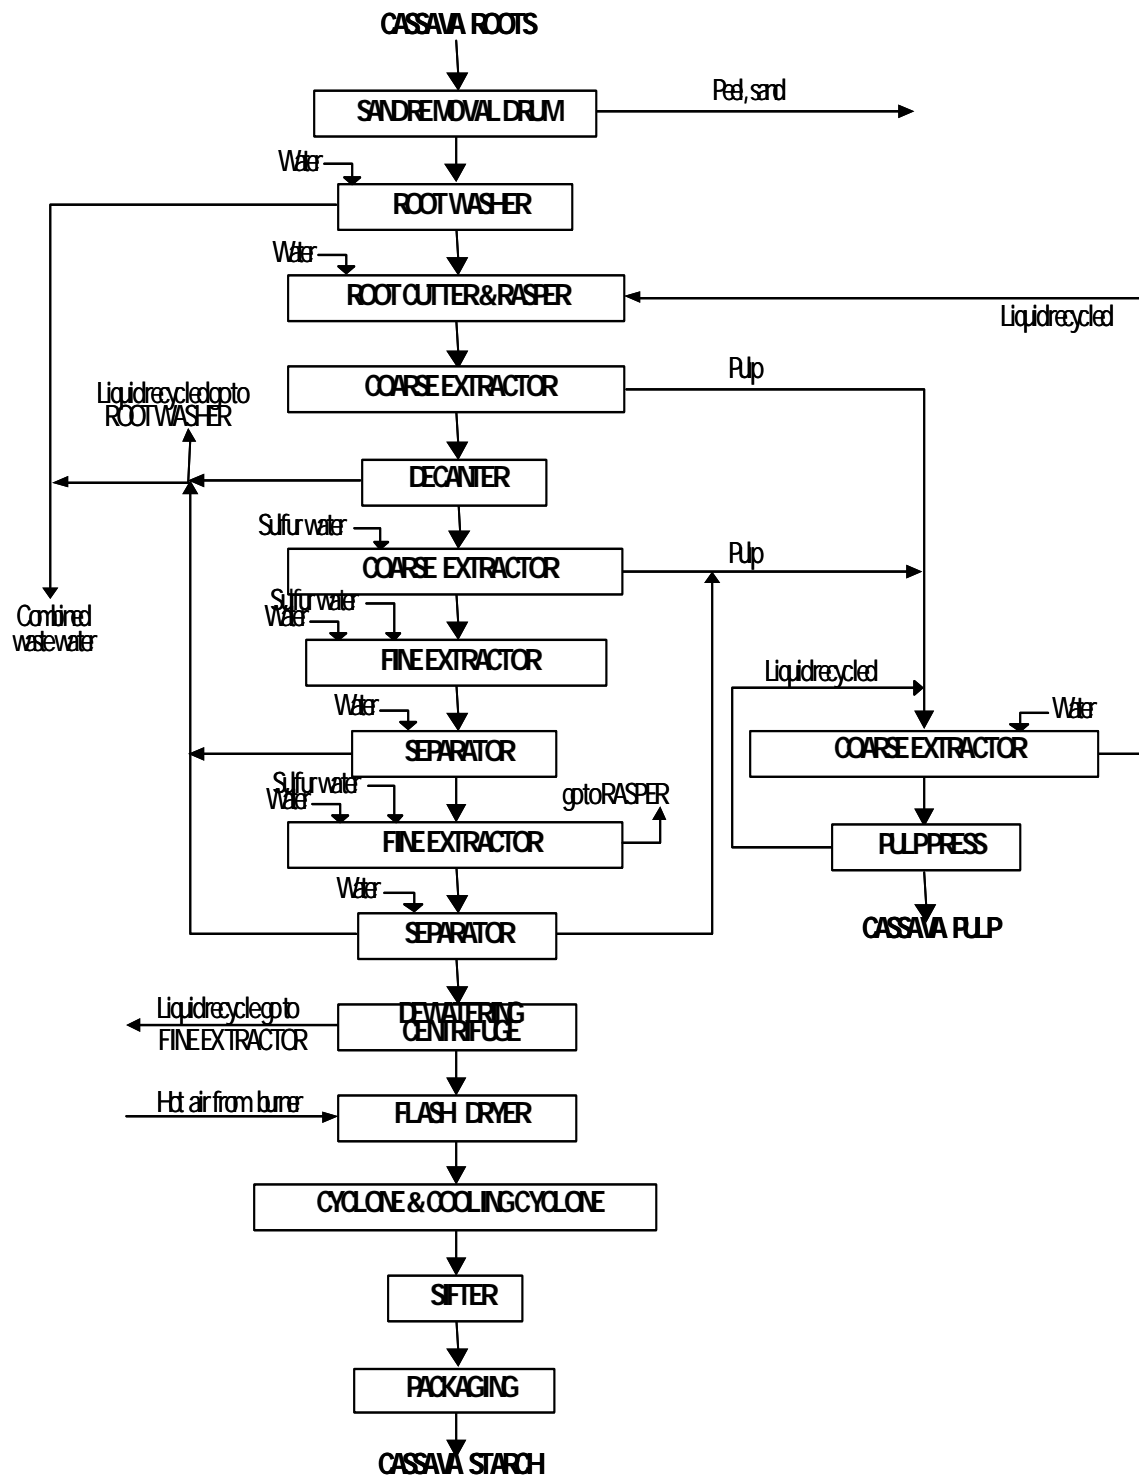 CASSAVA ROOTS
Peel, sand
SAND REMOVAL DRUM
Water
ROOT WASHER
Water
ROOT CUTTER & RASPER
Liquid recycled
Pulp
COARSE EXTRACTOR
Liquid recycled go to
ROOT WASHER
DECANTER
Sulfur water
Pulp
COARSE EXTRACTOR
Sulfur water
Water
Combined
waste water
FINE EXTRACTOR
Liquid recycled
Water
Water
SEPARATOR
COARSE EXTRACTOR
Sulfur water
Water
go to RASPER
FINE EXTRACTOR
PULP PRESS
Water
SEPARATOR
CASSAVA PULP
Liquid recycle go to
FINE EXTRACTOR
DEWATERING
CENTRIFUGE
Hot air from burner
FLASH DRYER
CYCLONE & COOLING CYCLONE
SIFTER
PACKAGING
CASSAVA STARCH